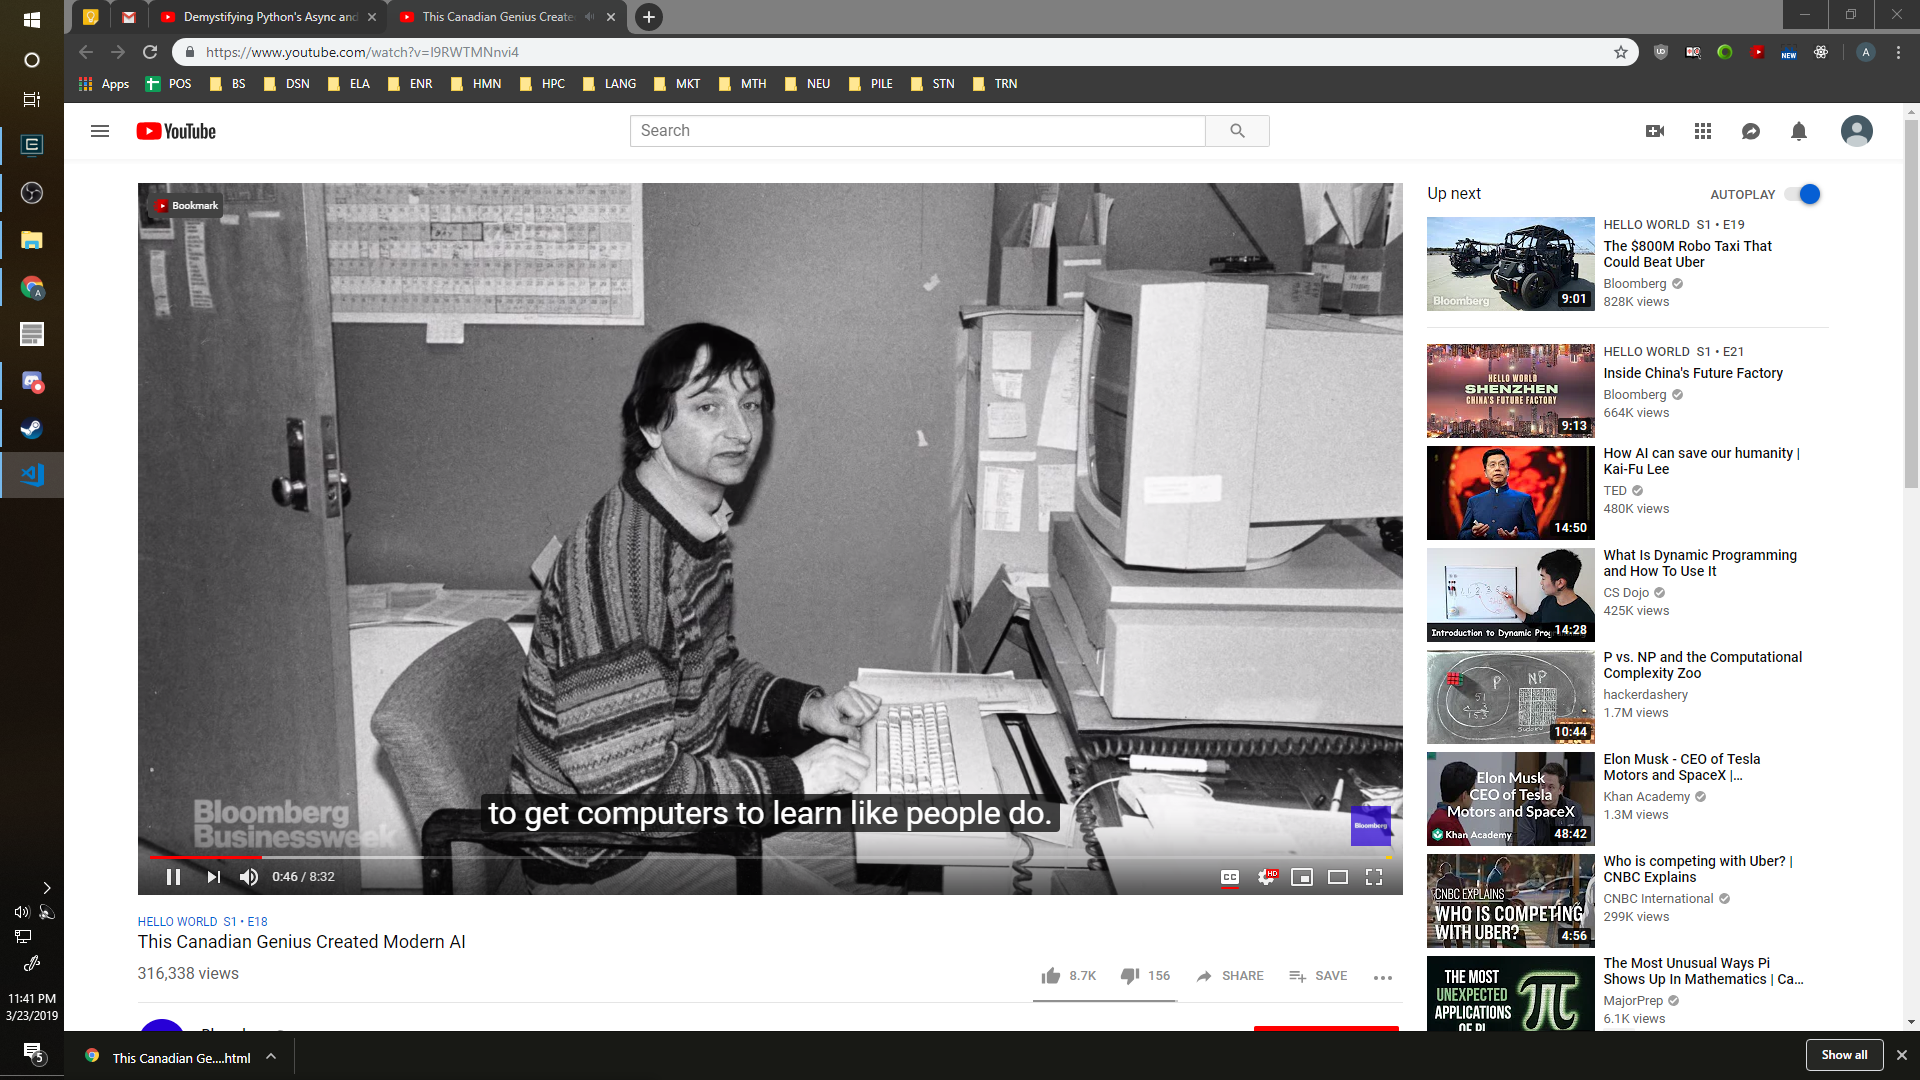 Demystifying Python's Async and
This Canadian Genius Create
https://www.youtube.com/watch?v=I9RWTMNnvi4
A
Apps
POS
BS
DSN
ELA
ENR
HMN
HPC
LANG
MKT
MTH
NEU
PILE
STN
TRN
YouTube
Search
Bookmark
Bloomberg
Businessweek
to get computers to learn like people do.
Bloomberg
0:46 / 8:32
CC
HD
HELLO WORLD S1 • E18
This Canadian Genius Created Modern AI
316,338 views
8.7K
156
SHARE
SAVE
Up next
AUTOPLAY
Bloomberg
9:01
HELLO WORLD S1 • E19
The $800M Robo Taxi That
Could Beat Uber
Bloomberg
828K views
HELLO WORLD
SHENZHEN
CHINA'S FUTURE FACTORY
9:13
HELLO WORLD S1 • E21
Inside China's Future Factory
Bloomberg
664K views
14:50
How AI can save our humanity |
Kai-Fu Lee
TED
480K views
Introduction to Dynamic Prog
14:28
What Is Dynamic Programming
and How To Use It
CS Dojo
425K views
P
NP
10:44
P vs. NP and the Computational
Complexity Zoo
hackerdashery
1.7M views
Elon Musk
CEO of Tesla
Motors and SpaceX
Khan Academy
48:42
Elon Musk - CEO of Tesla
Motors and SpaceX |...
Khan Academy
1.3M views
CNBC EXPLAINS
WHO IS COMPETING
WITH UBER?
4:56
Who is competing with Uber? |
CNBC Explains
CNBC International
299K views
THE MOST
UNEXPECTED
APPLICATIONS
OF PI
The Most Unusual Ways Pi
Shows Up In Mathematics | Ca...
MajorPrep
6.1K views
11:41 PM
3/23/2019
5
This Canadian Ge....html
Show all